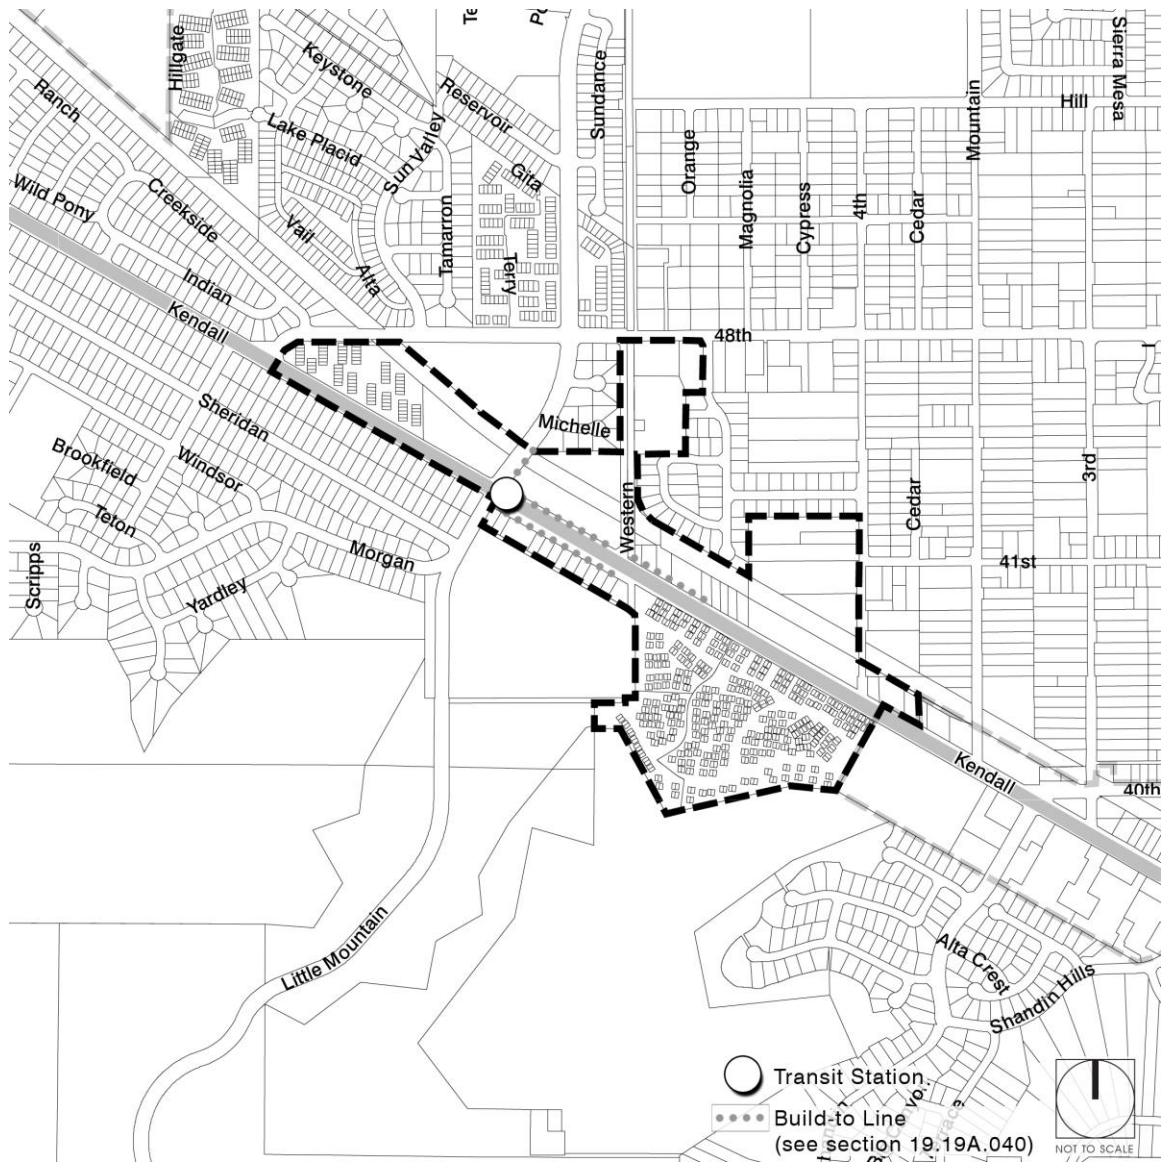 Hillgate
Keystone
Reservoir
Sundance
Sierra Mesa
Ranch
Lake Placid
Sun Valley
Gita
Orange
Mountain
Hill
Wild Pony
Creekside
Vail
Alta
Tamarron
Terry
Magnolia
Cypress
4th
Cedar
Indian
Kendall
48th
Sheridan
Michelle
Brookfield
Windsor
Teton
Western
Cedar
3rd
Scripps
Morgan
Yardley
41st
Kendall
40th
Little Mountain
Alta Crest
Shandin Hills
Transit Station
Build-to Line
(see section 19.19A.040)
NOT TO SCALE